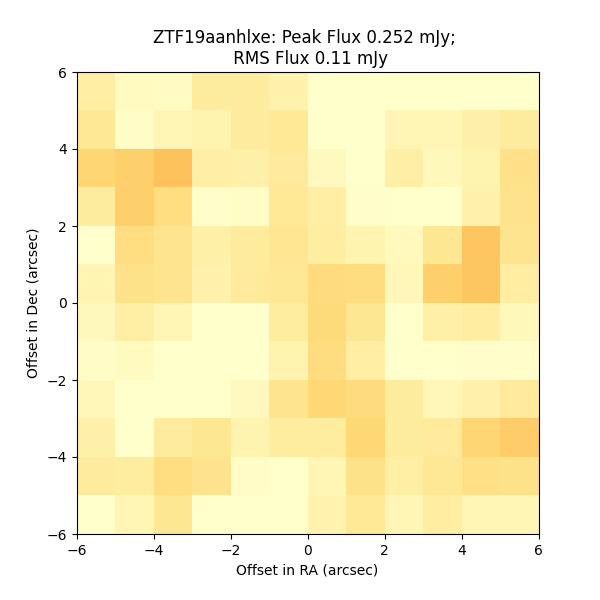 ZTF19aanhlxe: Peak Flux 0.252 mJy;
RMS Flux 0.11 mJy
6
4
2
0
−2
−4
−6
Offset in Dec (arcsec)
−6 −4 −2 0 2 4 6
Offset in RA (arcsec)